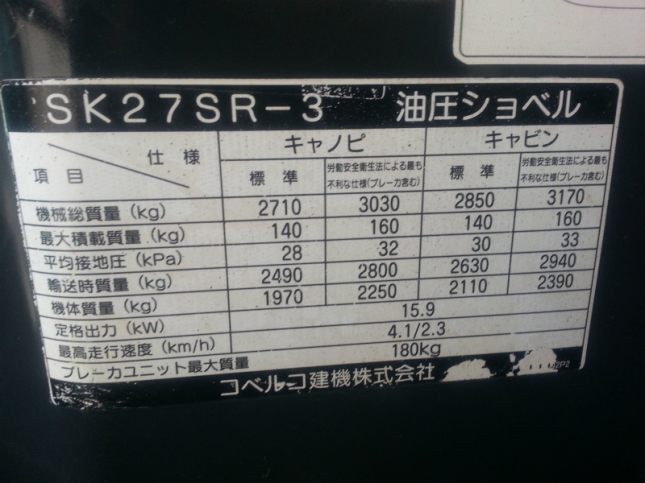 SK27SR-3 油圧ショベル
仕様 項目 キャノピ キャビン
標準 労働安全衛生法による最も不利な仕様(ブレーカ含む) 標準 労働安全衛生法による最も不利な仕様(ブレーカ含む)
機械総質量 (kg) 2710 3030 2850 3170
最大積載質量 (kg) 140 160 140 160
平均接地圧 (kPa) 28 32 30 33
輸送時質量 (kg) 2490 2800 2630 2940
機体質量 (kg) 1970 2250 2110 2390
定格出力 (kW) 15.9
最高走行速度 (km/h) 4.1/2.3
ブレーカユニット最大質量 180kg
コベルコ建機株式会社